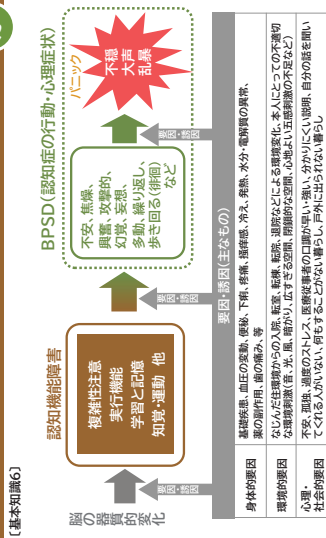 [基本知識6]
脳の器質的変化
要因・誘因
認知機能障害
複雑性注意
実行機能
学習と記憶
知覚・運動 他
要因・誘因
BPSD(認知症の行動・心理症状)
不安、焦燥、
興奮、攻撃的、
幻覚、妄想、
多動、繰り返し、
歩き回る(徘徊)
など
要因・誘因
パニック
不穏
大声
乱暴
要因・誘因(主なもの)
身体的要因
基礎疾患、血圧の変動、便秘、下痢、疼痛、掻痒感、冷え、発熱、水分・電解質の異常、
薬の副作用、歯の痛み、等
環境的要因
なじんだ住環境からの入院、転室、転棟、転院、退院などによる環境変化、本人にとっての不適切
な環境刺激(音、光、風、暗がり、広すぎる空間、閉鎖的な空間、心地よい五感刺激の不足など)
心理・
社会的要因
不安、孤独、過度のストレス、医療従事者の口調が早い・強い、分かりにくい説明、自分の話を聞い
てくれる人がいない、何もすることがない暮らし、戸外に出られない暮らし